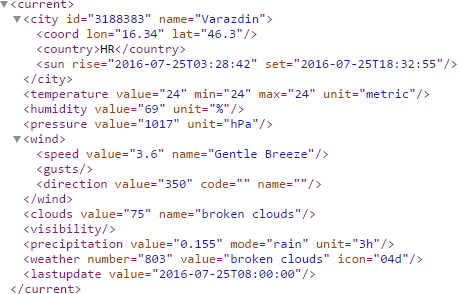 ▼<current>
▼<city id="3188383" name="Varazdin">
<coord lon="16.34" lat="46.3"/>
<country>HR</country>
<sun rise="2016-07-25T03:28:42" set="2016-07-25T18:32:55"/>
</city>
<temperature value="24" min="24" max="24" unit="metric"/>
<humidity value="69" unit="%"/>
<pressure value="1017" unit="hPa"/>
▼<wind>
<speed value="3.6" name="Gentle Breeze"/>
<gusts/>
<direction value="350" code="" name=""/>
</wind>
<clouds value="75" name="broken clouds"/>
<visibility/>
<precipitation value="0.155" mode="rain" unit="3h"/>
<weather number="803" value="broken clouds" icon="04d"/>
<lastupdate value="2016-07-25T08:00:00"/>
</current>